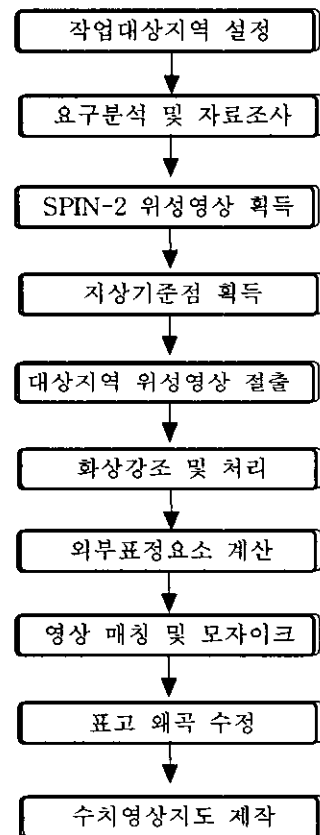 작업대상지역 설정
요구분석 및 자료조사
SPIN-2 위성영상 획득
지상기준점 획득
대상지역 위성영상 절출
화상강조 및 처리
외부표정요소 계산
영상 매칭 및 모자이크
표고 왜곡 수정
수치영상지도 제작